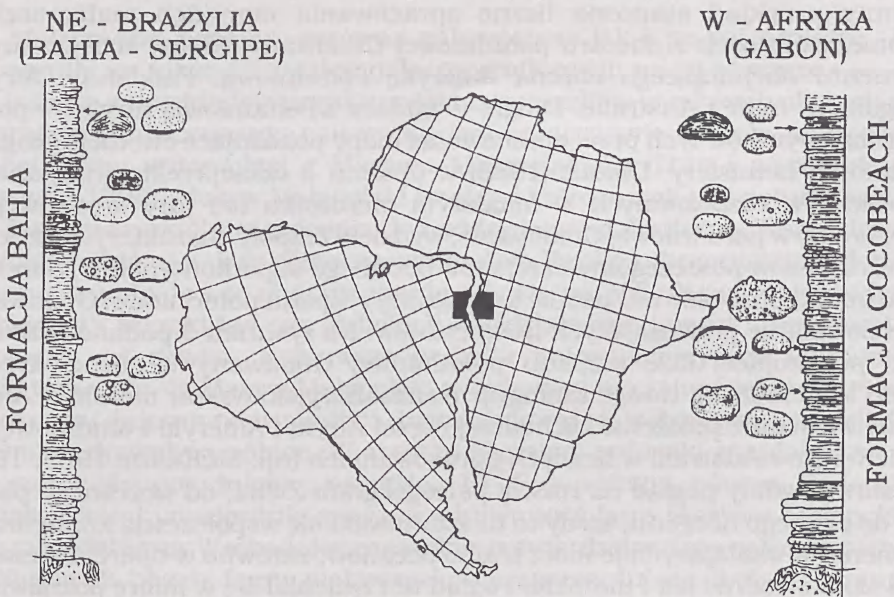 NE. BRAZYLIA
(BAHIA-SERGIPE)
W. AFRYKA
(GABON)
FORMACJA BAHIA
FORMACJA COCOBEACH